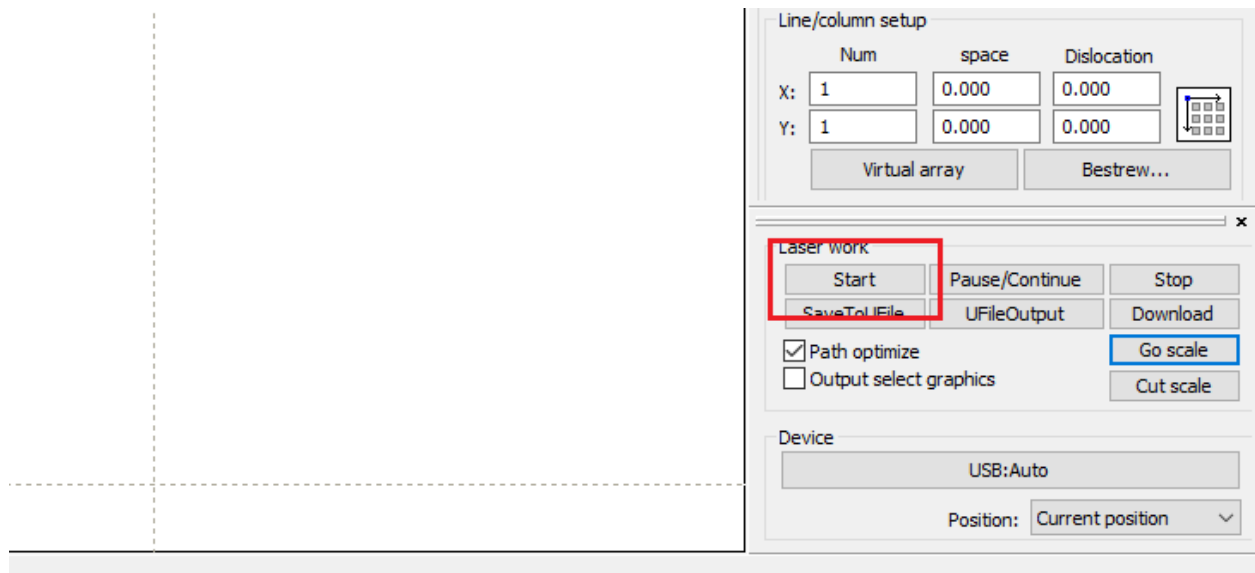 Line/column setup
Num space Dislocation
X: 1 0.000 0.000
Y: 1 0.000 0.000
Virtual array Bestrew...
Laser work
Start Pause/Continue Stop
SaveToUFile UFileOutput Download
Path optimize Go scale
Output select graphics Cut scale
Device
USB:Auto
Position: Current position